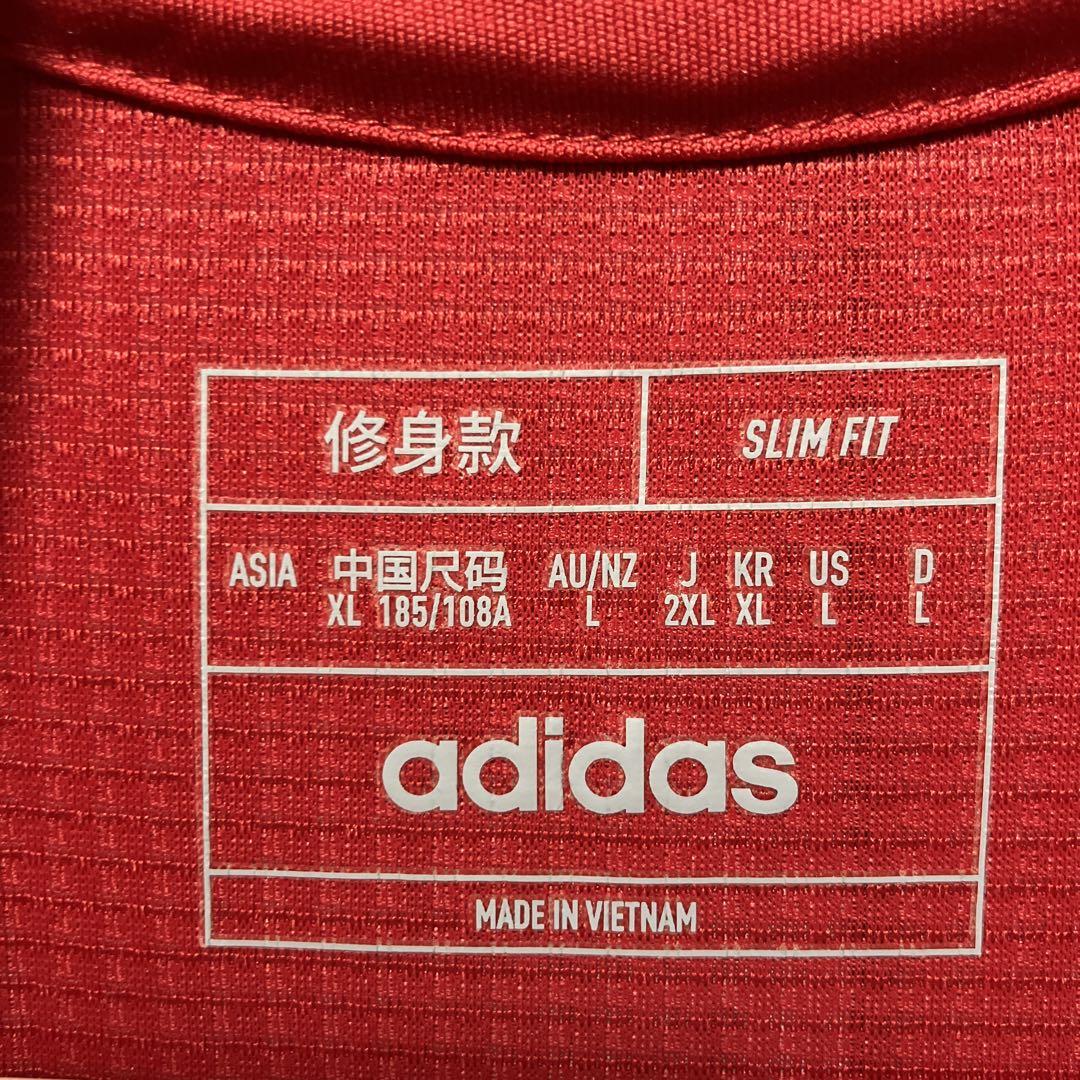 修身款 SLIM FIT
ASIA 中国尺码 AU/NZ J KR US D
XL 185/108A L 2XL XL L L
adidas
MADE IN VIETNAM